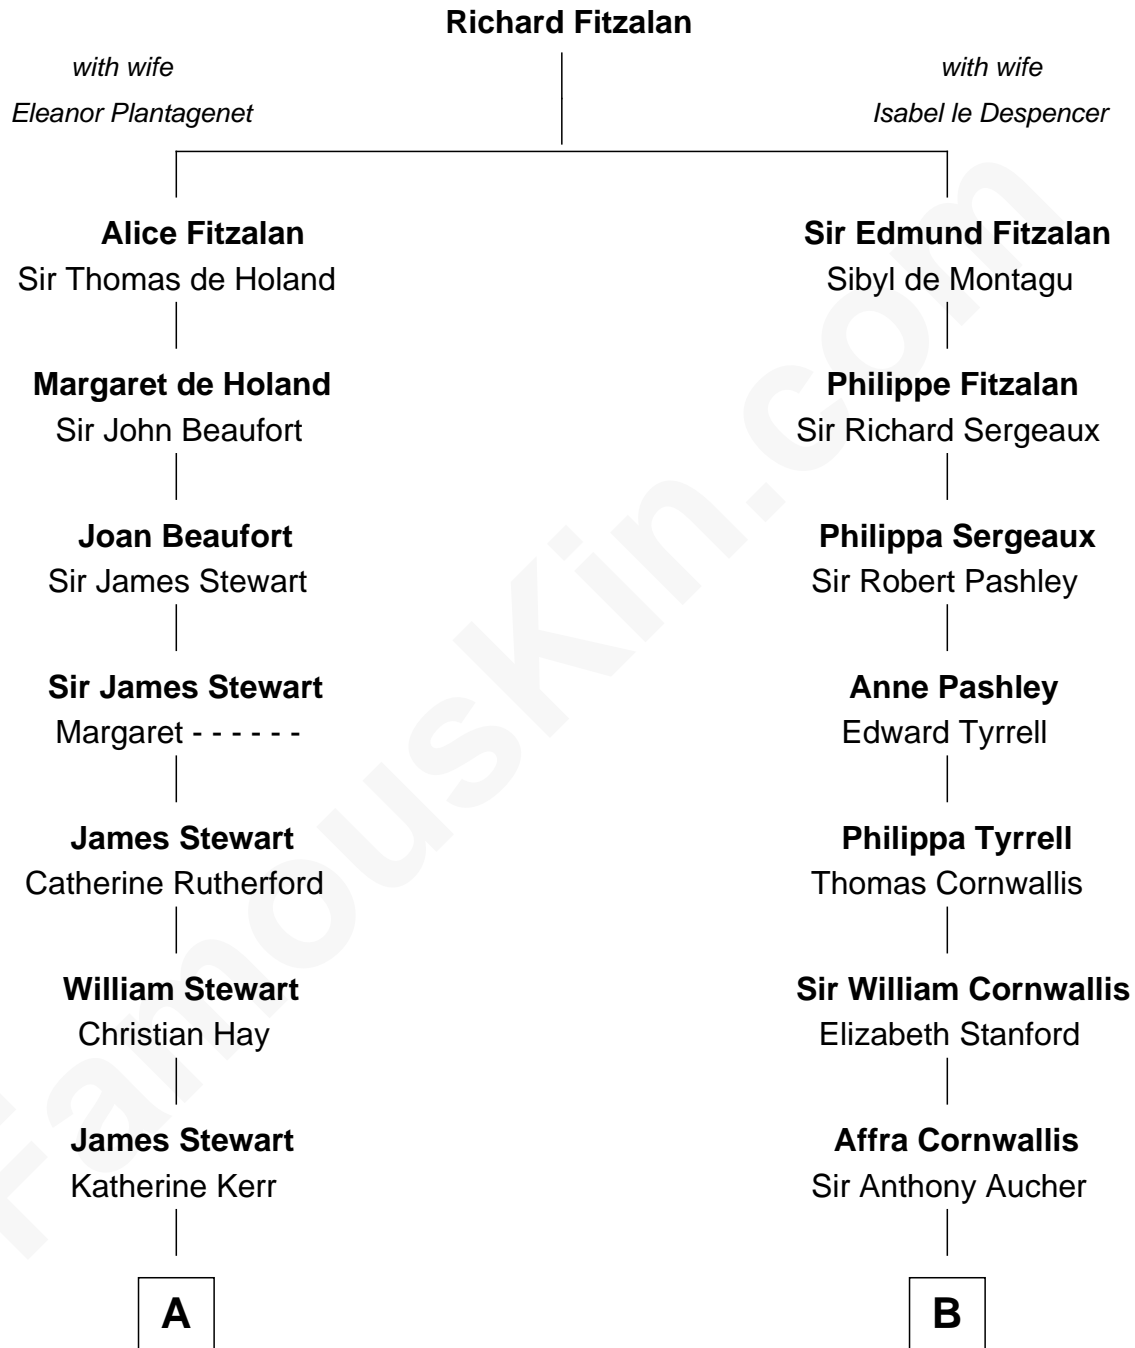 Richard Fitzalan
with wife
Eleanor Plantagenet
with wife
Isabel le Despencer
Alice Fitzalan
Sir Thomas de Holand
Sir Edmund Fitzalan
Sibyl de Montagu
Margaret de Holand
Sir John Beaufort
Philippe Fitzalan
Sir Richard Sergeaux
Joan Beaufort
Sir James Stewart
Philippa Sergeaux
Sir Robert Pashley
Sir James Stewart
Margaret - - - - - -
Anne Pashley
Edward Tyrrell
James Stewart
Catherine Rutherford
Philippa Tyrrell
Thomas Cornwallis
William Stewart
Christian Hay
Sir William Cornwallis
Elizabeth Stanford
James Stewart
Katherine Kerr
Affra Cornwallis
Sir Anthony Aucher
A
B
FamousKin.com